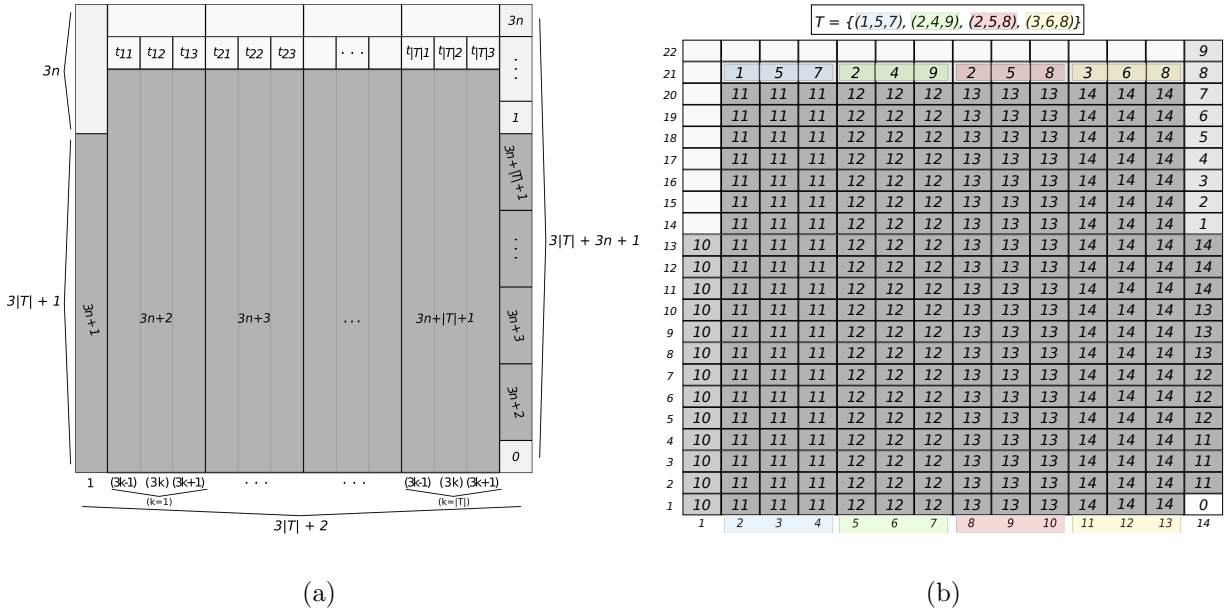 3n
3n
t11 t12 t13 t21 t22 t23 · · · t|T|1 t|T|2 t|T|3
· · ·
1
3n+|T|+1
· · ·
3|T| + 3n + 1
3|T| + 1
3n+1
3n+2 3n+3 · · · 3n+|T|+1
3n+3
3n+2
0
1 (3k-1) (3k) (3k+1) · · · · · · (3k-1) (3k) (3k+1)
(k=1) (k=|T|)
3|T| + 2
(a)
T = {(1,5,7), (2,4,9), (2,5,8), (3,6,8)}
22 9
21 1 5 7 2 4 9 2 5 8 3 6 8 8
20 11 11 11 12 12 12 13 13 13 14 14 14 7
19 11 11 11 12 12 12 13 13 13 14 14 14 6
18 11 11 11 12 12 12 13 13 13 14 14 14 5
17 11 11 11 12 12 12 13 13 13 14 14 14 4
16 11 11 11 12 12 12 13 13 13 14 14 14 3
15 11 11 11 12 12 12 13 13 13 14 14 14 2
14 11 11 11 12 12 12 13 13 13 14 14 14 1
13 10 11 11 11 12 12 12 13 13 13 14 14 14 14
12 10 11 11 11 12 12 12 13 13 13 14 14 14 14
11 10 11 11 11 12 12 12 13 13 13 14 14 14 14
10 10 11 11 11 12 12 12 13 13 13 14 14 14 13
9 10 11 11 11 12 12 12 13 13 13 14 14 14 13
8 10 11 11 11 12 12 12 13 13 13 14 14 14 13
7 10 11 11 11 12 12 12 13 13 13 14 14 14 12
6 10 11 11 11 12 12 12 13 13 13 14 14 14 12
5 10 11 11 11 12 12 12 13 13 13 14 14 14 12
4 10 11 11 11 12 12 12 13 13 13 14 14 14 11
3 10 11 11 11 12 12 12 13 13 13 14 14 14 11
2 10 11 11 11 12 12 12 13 13 13 14 14 14 11
1 10 11 11 11 12 12 12 13 13 13 14 14 14 0
1 2 3 4 5 6 7 8 9 10 11 12 13 14
(b)